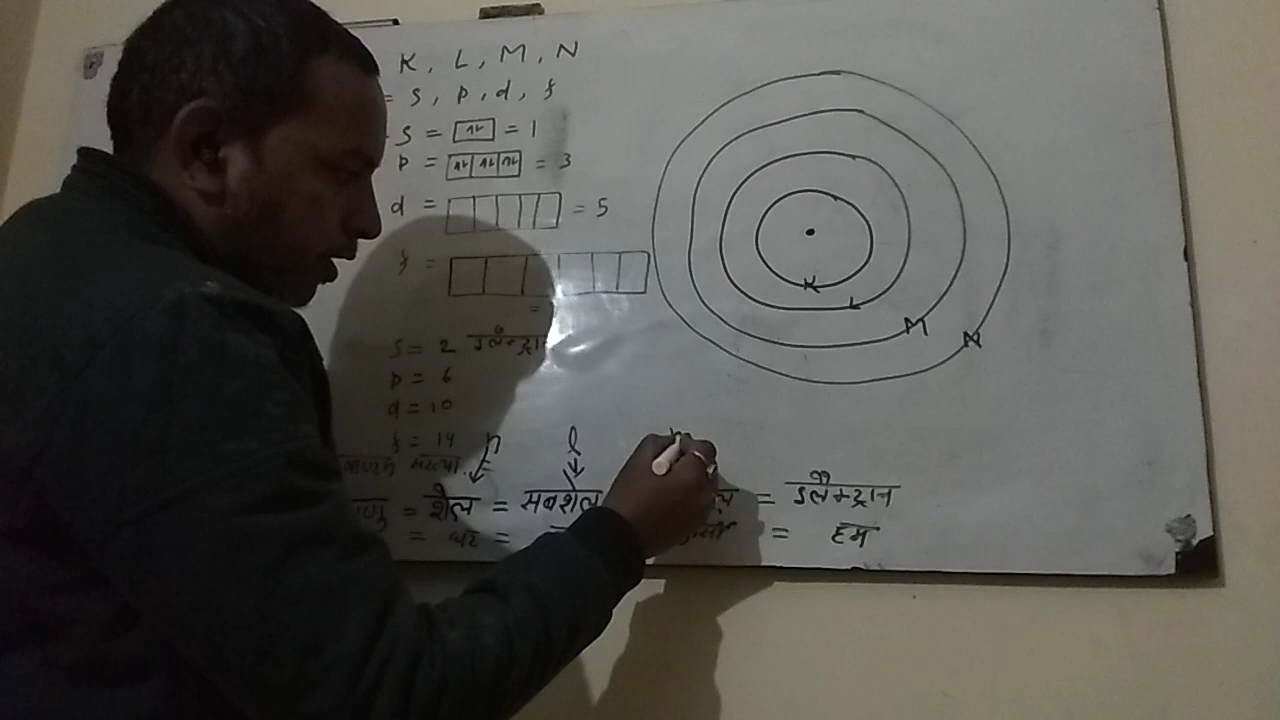 K, L, M, N
= s, p, d, f
s = = 1
p = = 3
d = = 5
f =
=
s = 2 इलेक्ट्रान
p = 6
d = 10
f = 14
n l
= शैल = सबशैल = इलेक्ट्रान
= घर = = हम
K
L
M
N